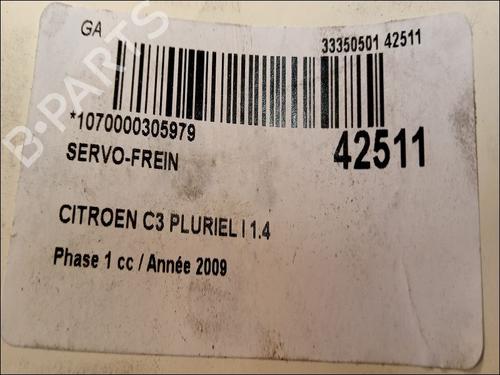 GA
33350501 42511
*1070000305979
42511
SERVO-FREIN
CITROEN C3 PLURIEL I 1.4
Phase 1 cc / Année 2009
B-PARTS